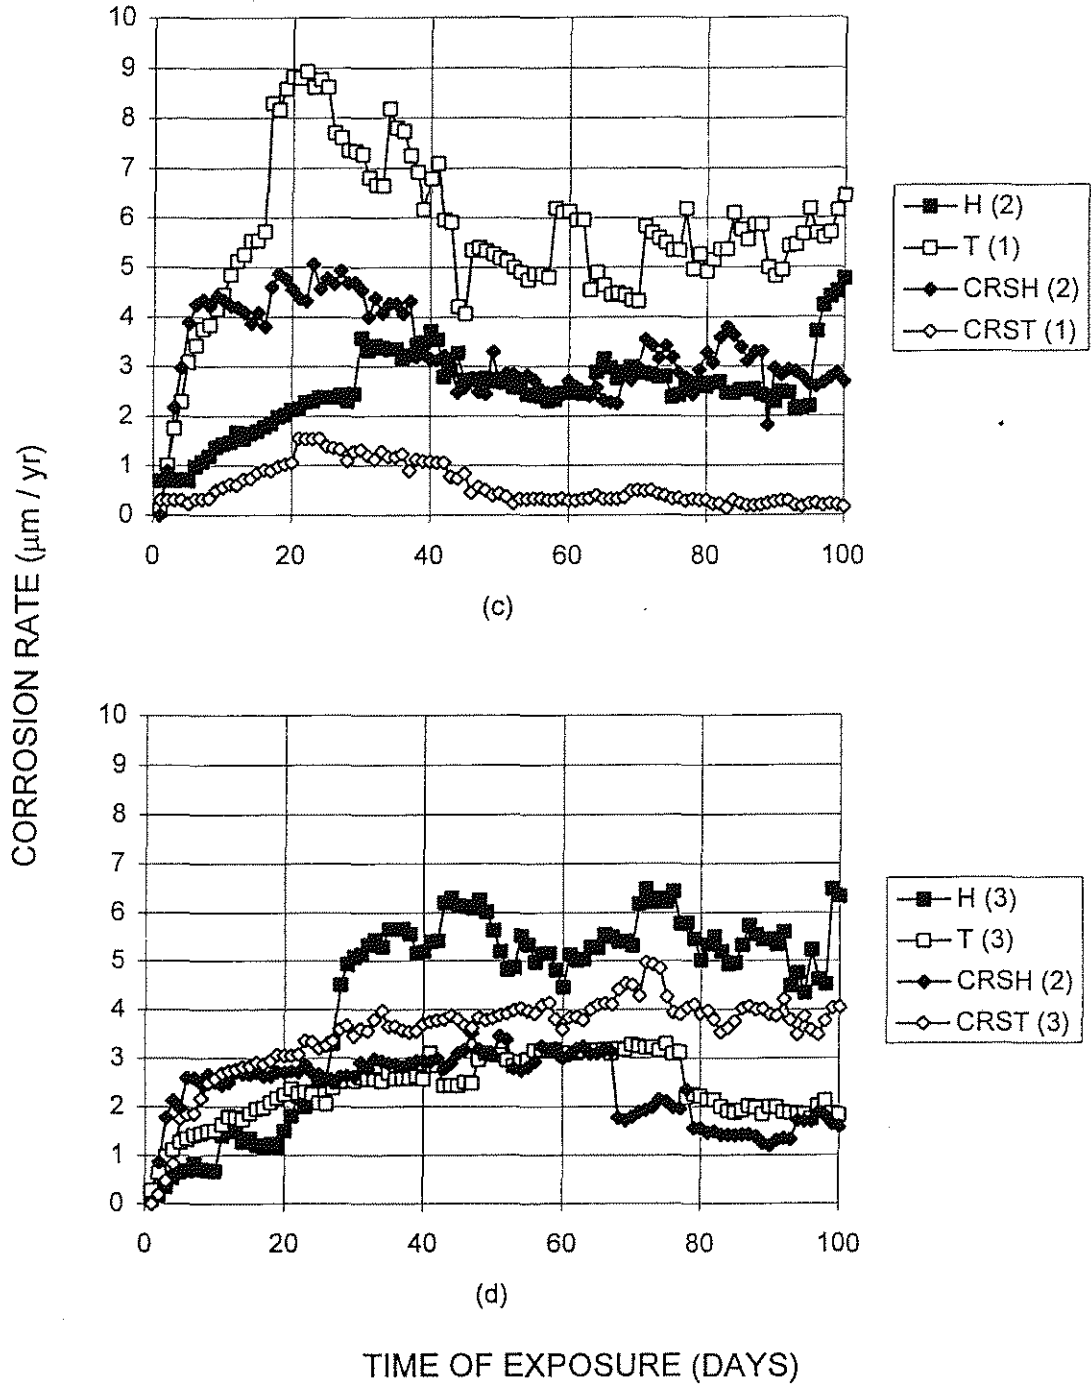 10
9
8
7
6
5
4
3
2
1
0
0 20 40 60 80 100
(c)
H (2)
T (1)
CRSH (2)
CRST (1)
CORROSION RATE (µm / yr)
10
9
8
7
6
5
4
3
2
1
0
0 20 40 60 80 100
(d)
H (3)
T (3)
CRSH (2)
CRST (3)
TIME OF EXPOSURE (DAYS)